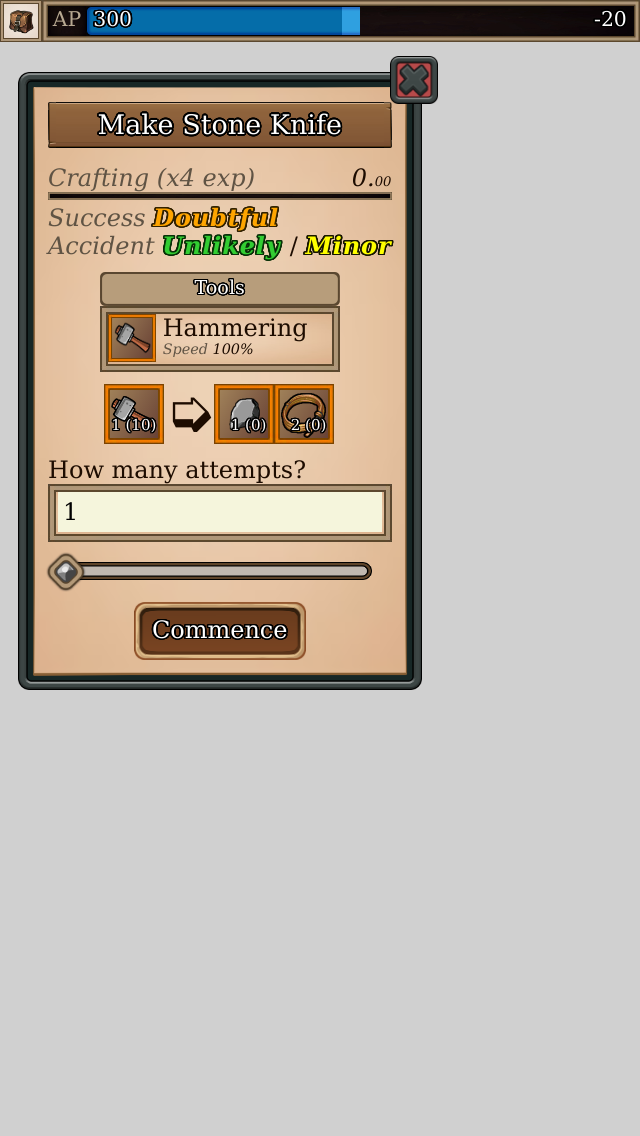 AP 300 -20
Make Stone Knife
Crafting (x4 exp) 0.00
Success Doubtful
Accident Unlikely / Minor
Tools
Hammering
Speed 100%
1 (10) 1 (0) 2 (0)
How many attempts?
1
Commence